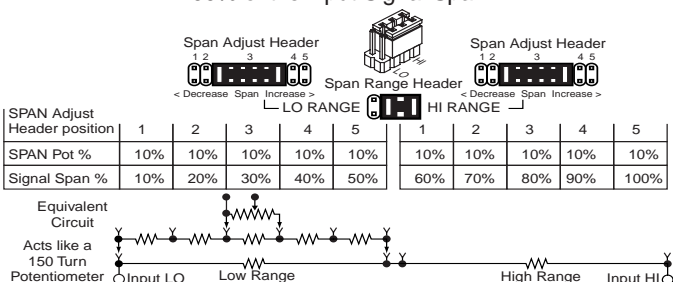 Span Adjust Header
1 2 3 4 5
< Decrease Span Increase >
LO
HI
Span Range Header
Span Adjust Header
1 2 3 4 5
< Decrease Span Increase >
LO RANGE
HI RANGE
SPAN Adjust
Header position 1 2 3 4 5 1 2 3 4 5
SPAN Pot % 10% 10% 10% 10% 10% 10% 10% 10% 10% 10%
Signal Span % 10% 20% 30% 40% 50% 60% 70% 80% 90% 100%
Equivalent
Circuit
Acts like a
150 Turn
Potentiometer
Input LO
Low Range
High Range
Input HI